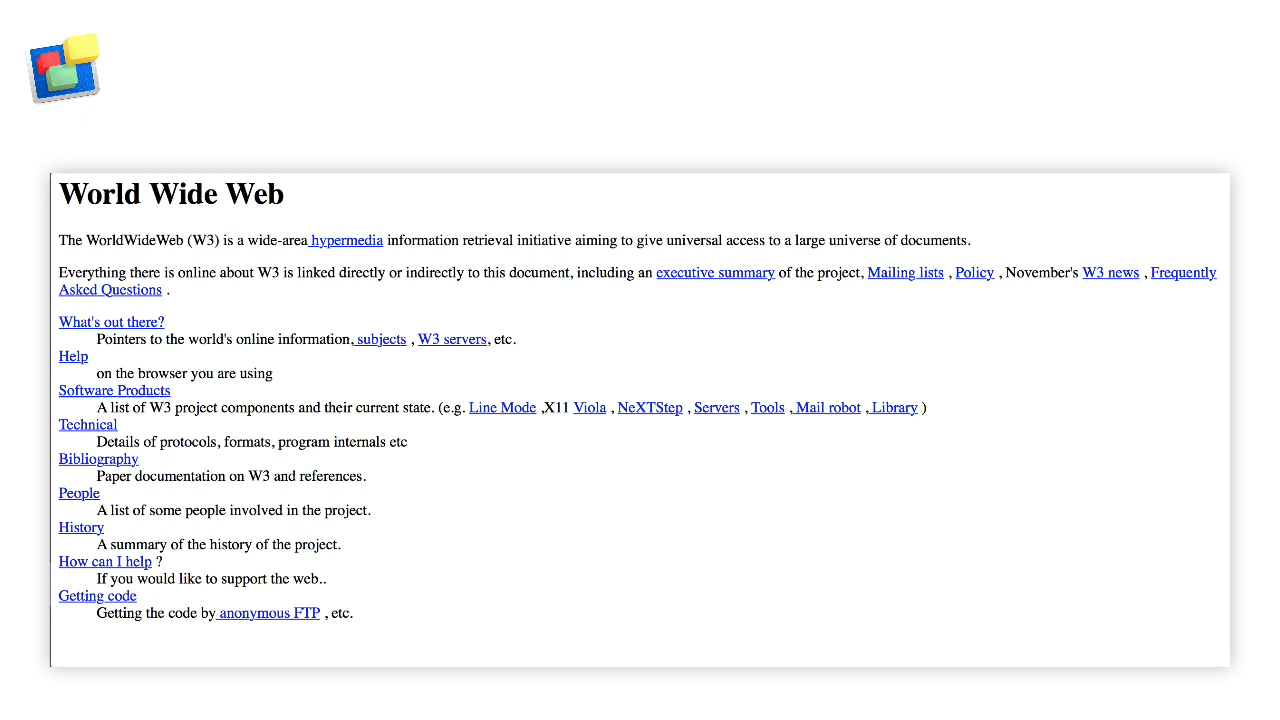 World Wide Web
The WorldWideWeb (W3) is a wide-area hypermedia information retrieval initiative aiming to give universal access to a large universe of documents.
Everything there is online about W3 is linked directly or indirectly to this document, including an executive summary of the project, Mailing lists , Policy , November's W3 news , Frequently
Asked Questions .
What's out there?
Pointers to the world's online information, subjects , W3 servers, etc.
Help
on the browser you are using
Software Products
A list of W3 project components and their current state. (e.g. Line Mode ,X11 Viola , NeXTStep , Servers , Tools , Mail robot , Library )
Technical
Details of protocols, formats, program internals etc
Bibliography
Paper documentation on W3 and references.
People
A list of some people involved in the project.
History
A summary of the history of the project.
How can I help ?
If you would like to support the web..
Getting code
Getting the code by anonymous FTP , etc.